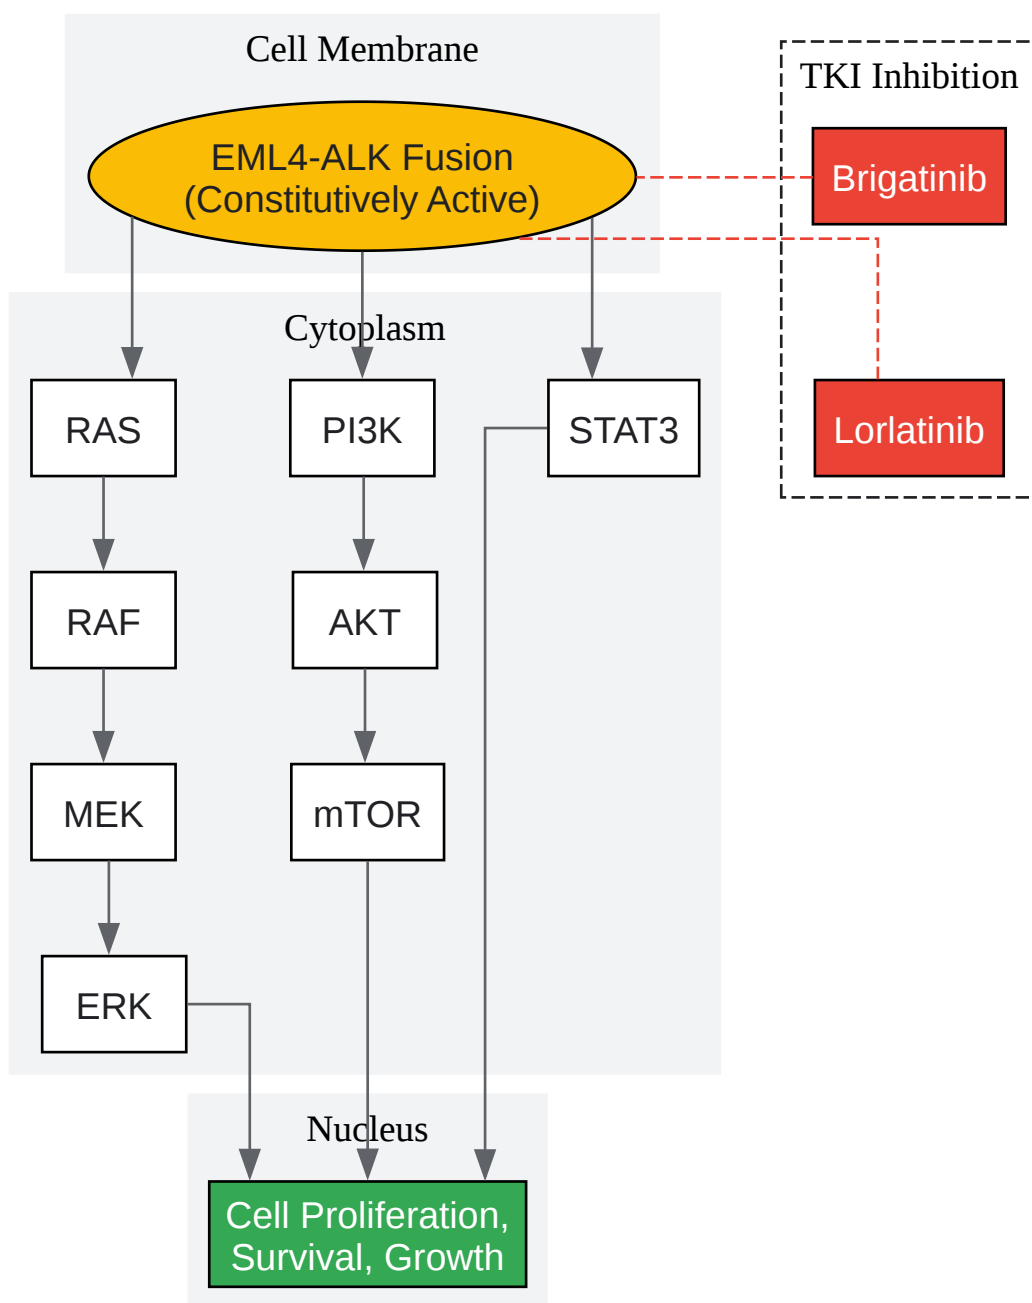 Cell Membrane
EML4-ALK Fusion
(Constitutively Active)
TKI Inhibition
Brigatinib
Lorlatinib
Cytoplasm
RAS
PI3K
STAT3
RAF
AKT
MEK
mTOR
ERK
Nucleus
Cell Proliferation,
Survival, Growth